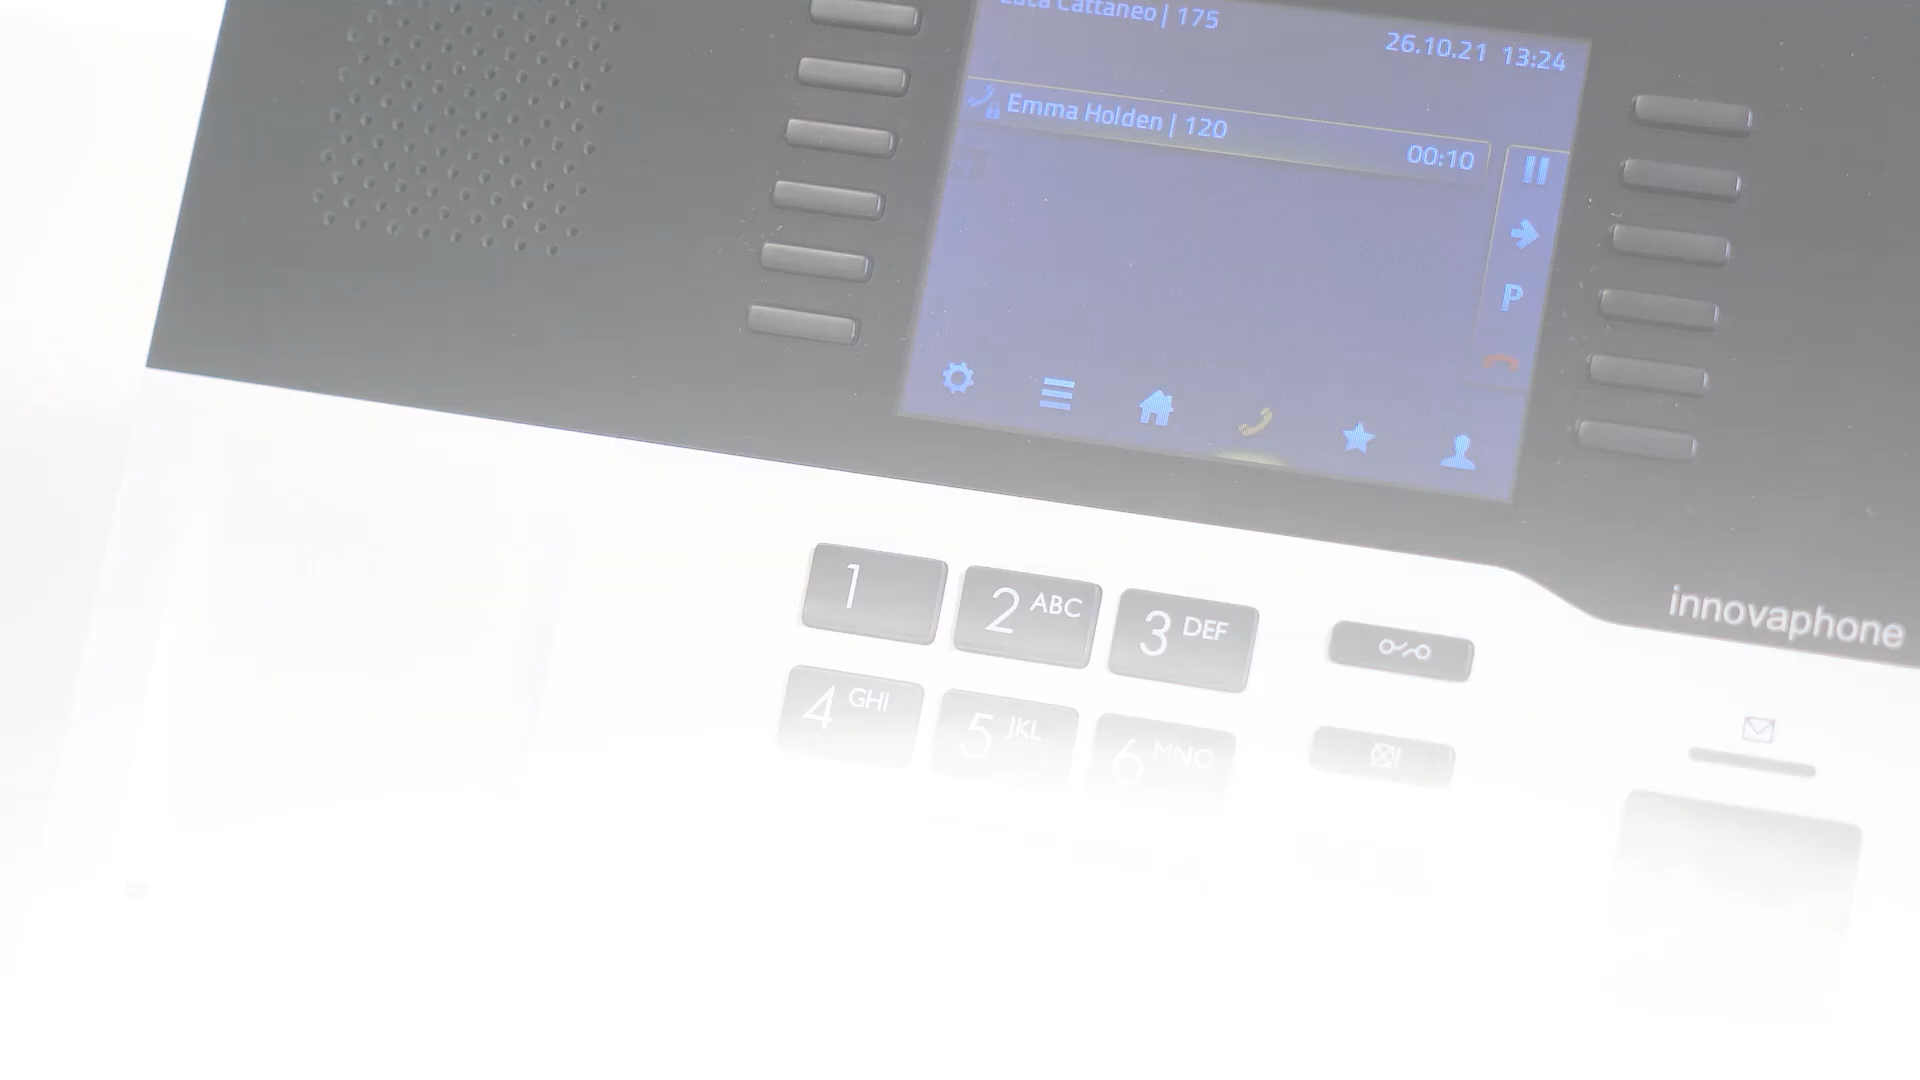 Luca Cattaneo | 175
26.10.21 13:24
Emma Holden | 120
00:10
P
innovaphone
1
2 ABC
3 DEF
4 GHI
5 JKL
6 MNO